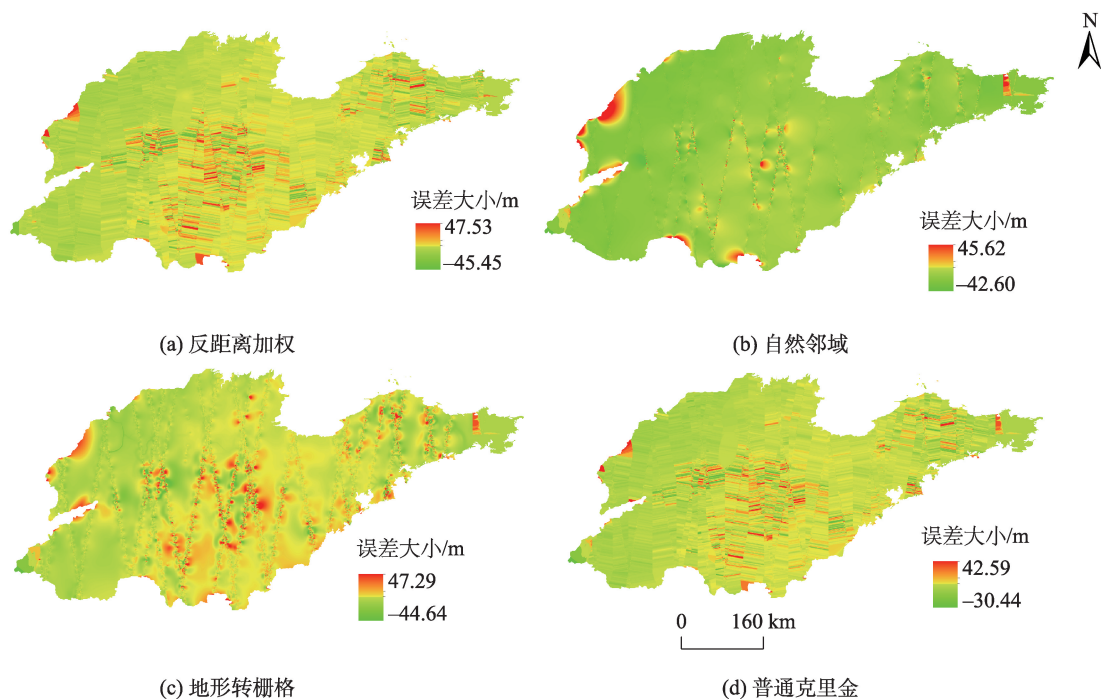 N
误差大小/m
47.53
−45.45
(a) 反距离加权
误差大小/m
45.62
−42.60
(b) 自然邻域
误差大小/m
47.29
−44.64
(c) 地形转栅格
误差大小/m
42.59
−30.44
0 160 km
(d) 普通克里金